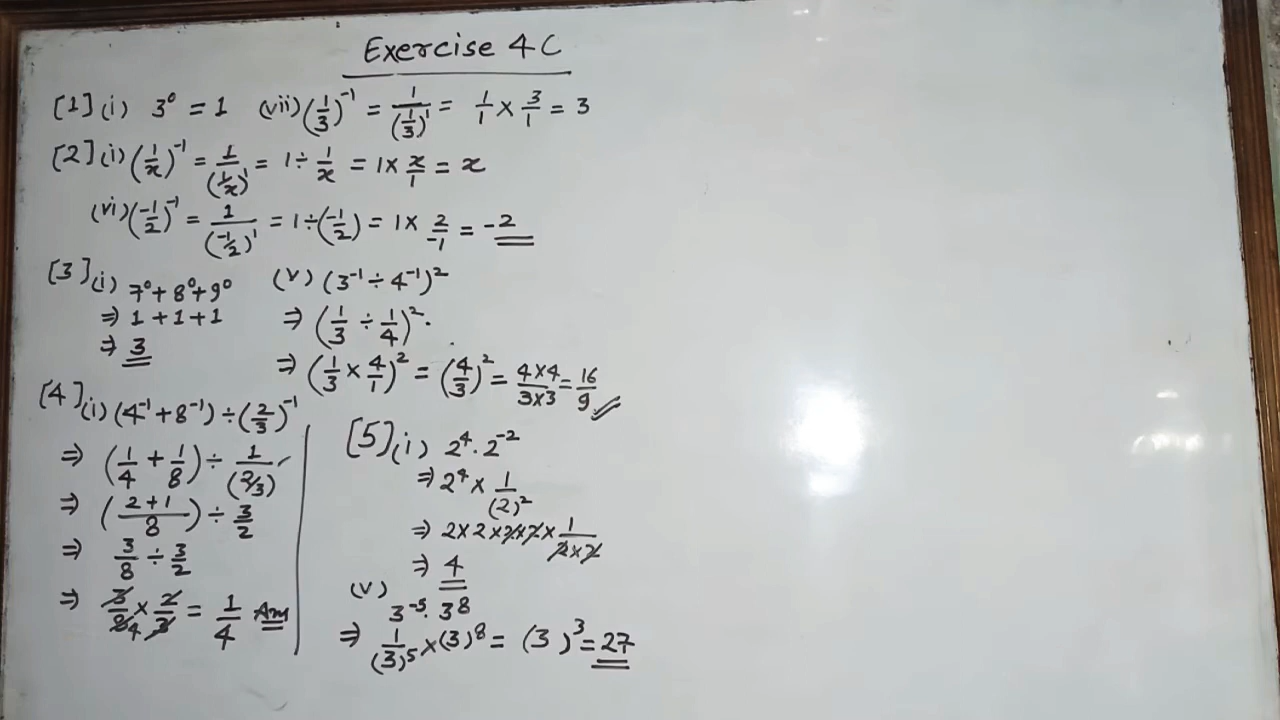 Exercise 4C
[1] (i) 3⁰ = 1 (vii) (1/3)⁻¹ = 1/(1/3)¹ = 1/1 × 3/1 = 3
[2] (i) (1/x)⁻¹ = 1/(1/x)¹ = 1 ÷ 1/x = 1 × x/1 = x
(vi) (-1/2)⁻¹ = 1/(-1/2)¹ = 1 ÷ (-1/2) = 1 × 2/-1 = -2
[3] (i) 7⁰ + 8⁰ + 9⁰
⇒ 1 + 1 + 1
⇒ 3
(v) (3⁻¹ ÷ 4⁻¹)²
⇒ (1/3 ÷ 1/4)².
⇒ (1/3 × 4/1)² = (4/3)² = 4×4/3×3 = 16/9
[4] (i) (4⁻¹ + 8⁻¹) ÷ (2/3)⁻¹
⇒ (1/4 + 1/8) ÷ 1/(2/3)
⇒ (2+1/8) ÷ 3/2
⇒ 3/8 ÷ 3/2
⇒ 3/8 4 × 2/3 = 1/4 Ans
[5] (i) 2⁴ . 2⁻²
⇒ 2⁴ × 1/(2)²
⇒ 2×2×2×2× 1/2×2
⇒ 4
(v)
3⁻⁵ . 3⁸
⇒ 1/(3)⁵ × (3)⁸ = (3)³ = 27